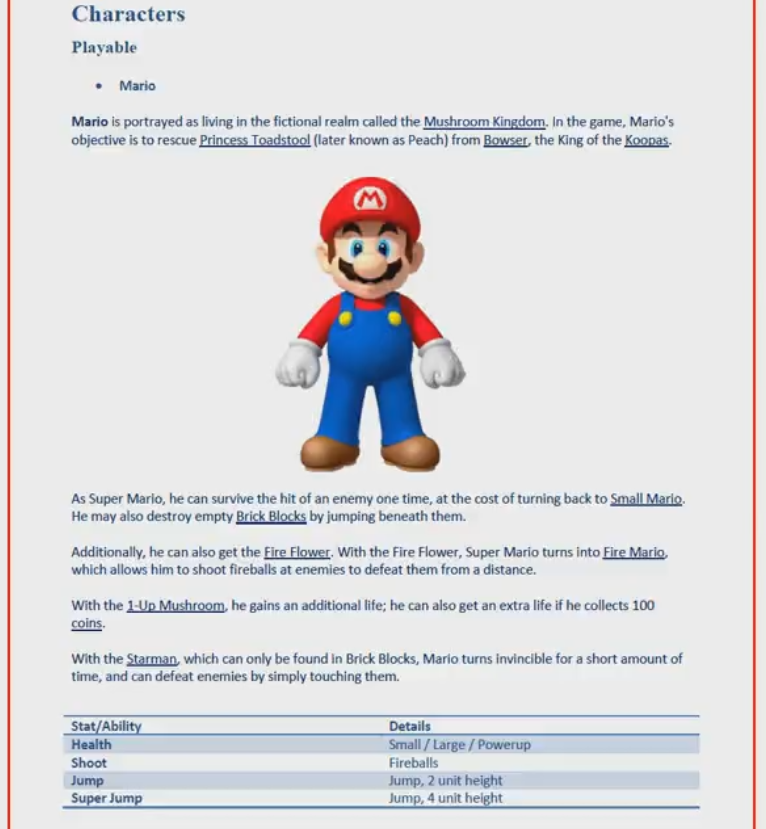 Characters
Playable
• Mario
Mario is portrayed as living in the fictional realm called the Mushroom Kingdom. In the game, Mario's
objective is to rescue Princess Toadstool (later known as Peach) from Bowser, the King of the Koopas.
M
As Super Mario, he can survive the hit of an enemy one time, at the cost of turning back to Small Mario.
He may also destroy empty Brick Blocks by jumping beneath them.
Additionally, he can also get the Fire Flower. With the Fire Flower, Super Mario turns into Fire Mario,
which allows him to shoot fireballs at enemies to defeat them from a distance.
With the 1-Up Mushroom, he gains an additional life; he can also get an extra life if he collects 100
coins.
With the Starman, which can only be found in Brick Blocks, Mario turns invincible for a short amount of
time, and can defeat enemies by simply touching them.
Stat/Ability Details
Health Small / Large / Powerup
Shoot Fireballs
Jump Jump, 2 unit height
Super Jump Jump, 4 unit height